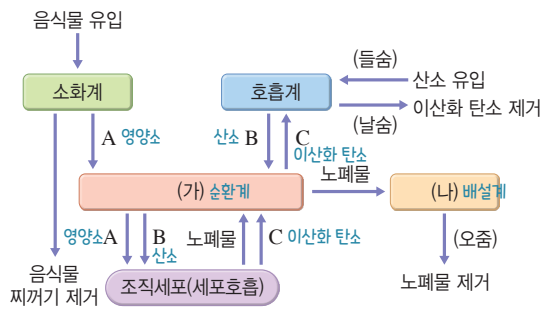 음식물 유입
(들숨)
소화계
호흡계
산소 유입
이산화 탄소 제거
(날숨)
A 영양소
산소 B
C
이산화 탄소
노폐물
(가) 순환계
(나) 배설계
영양소A
B
산소
노폐물
C 이산화 탄소
(오줌)
음식물
찌꺼기 제거
조직세포(세포호흡)
노폐물 제거